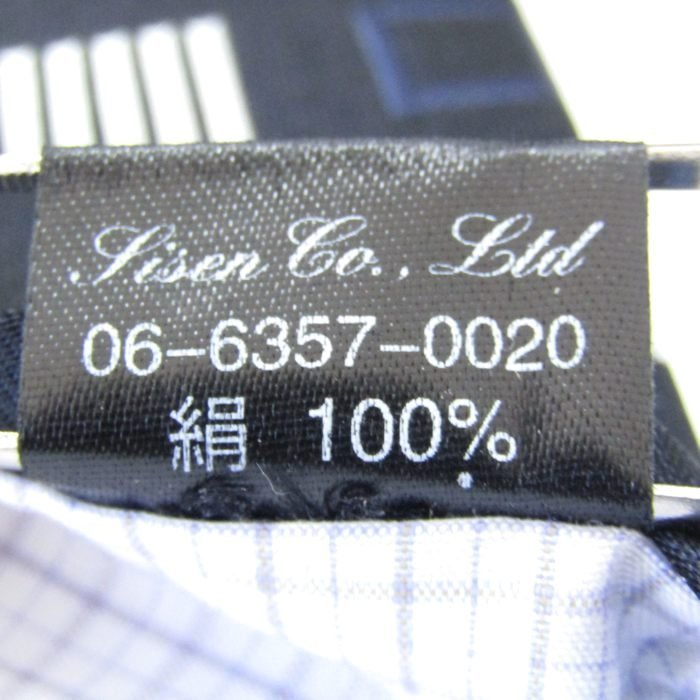 Sisen Co., Ltd
06-6357-0020
絹 100%